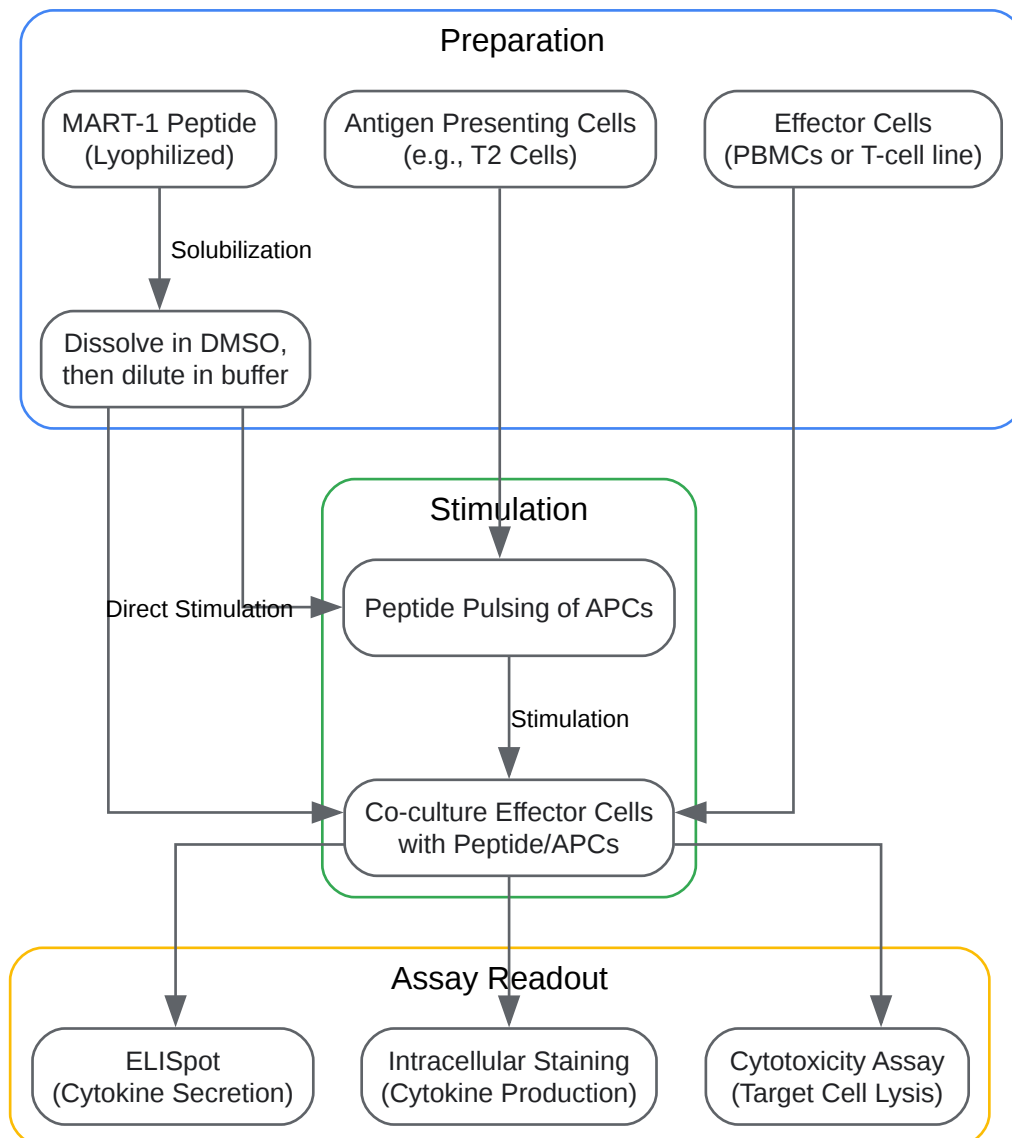 Preparation
MART-1 Peptide
(Lyophilized)
Antigen Presenting Cells
(e.g., T2 Cells)
Effector Cells
(PBMCs or T-cell line)
Solubilization
Dissolve in DMSO,
then dilute in buffer
Stimulation
Direct Stimulation
Peptide Pulsing of APCs
Stimulation
Co-culture Effector Cells
with Peptide/APCs
Assay Readout
ELISpot
(Cytokine Secretion)
Intracellular Staining
(Cytokine Production)
Cytotoxicity Assay
(Target Cell Lysis)